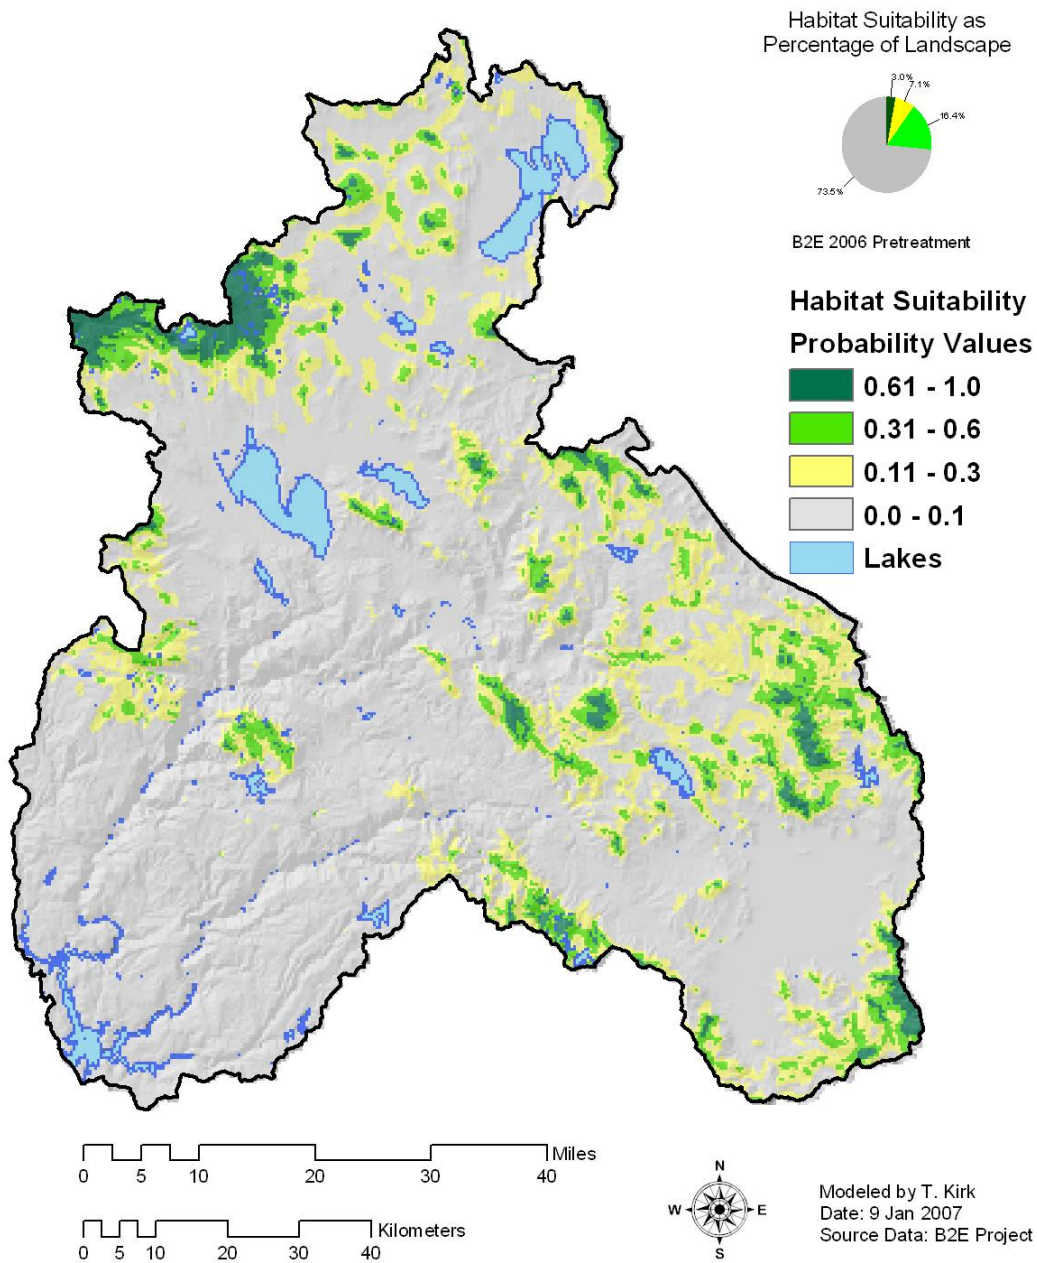 Habitat Suitability as
Percentage of Landscape
3.0%
7.1%
16.4%
73.5%
B2E 2006 Pretreatment
Habitat Suitability
Probability Values
0.61 - 1.0
0.31 - 0.6
0.11 - 0.3
0.0 - 0.1
Lakes
Miles
0 5 10 20 30 40
Kilometers
0 5 10 20 30 40
N
W E
S
Modeled by T. Kirk
Date: 9 Jan 2007
Source Data: B2E Project